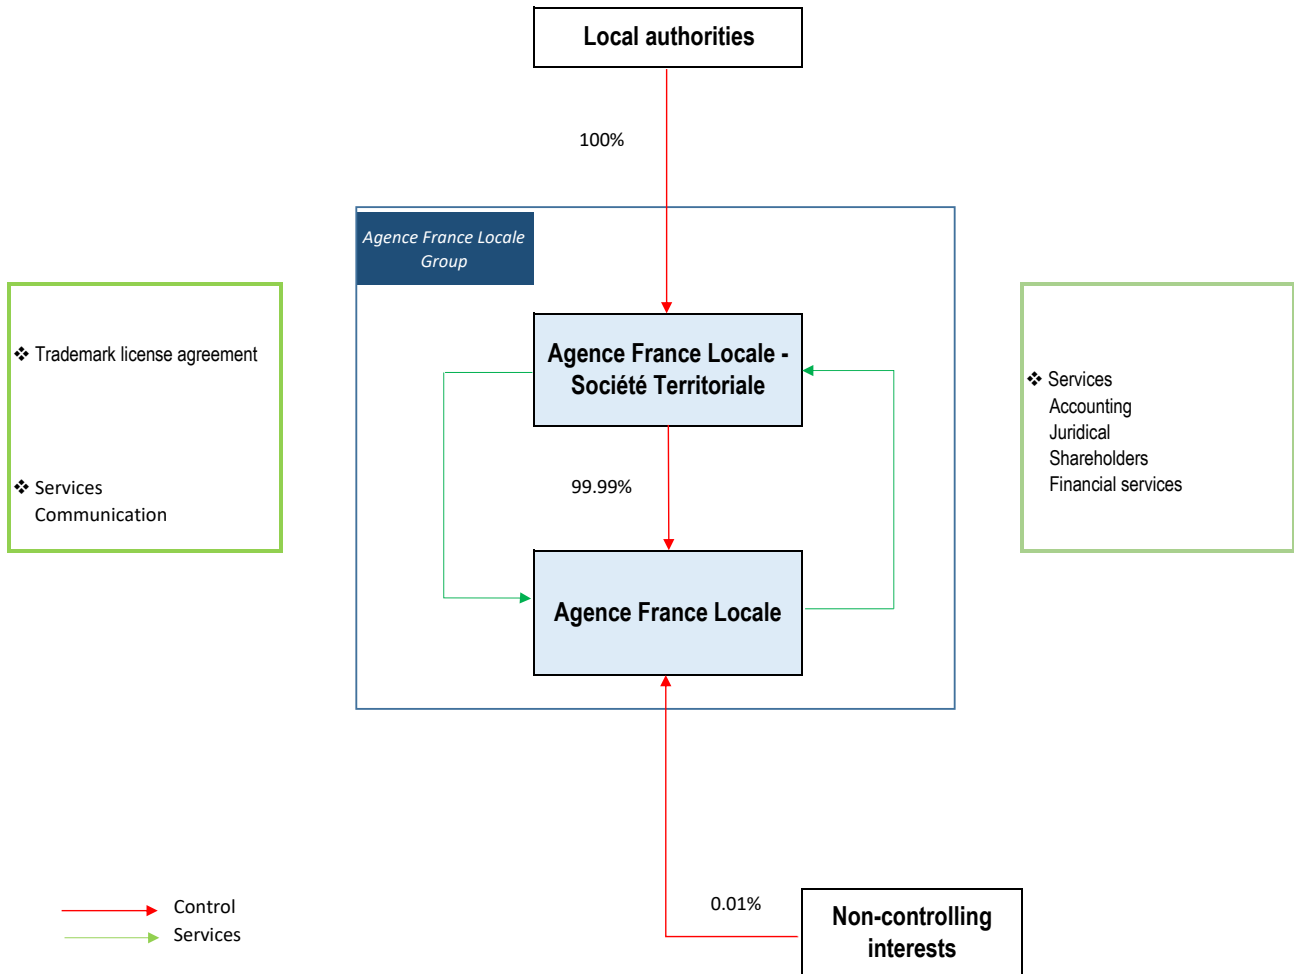 Local authorities
100%
Agence France Locale
Group
❖ Trademark license agreement
❖ Services
Communication
Agence France Locale -
Société Territoriale
99.99%
Agence France Locale
❖ Services
Accounting
Juridical
Shareholders
Financial services
Control
Services
0.01%
Non-controlling
interests